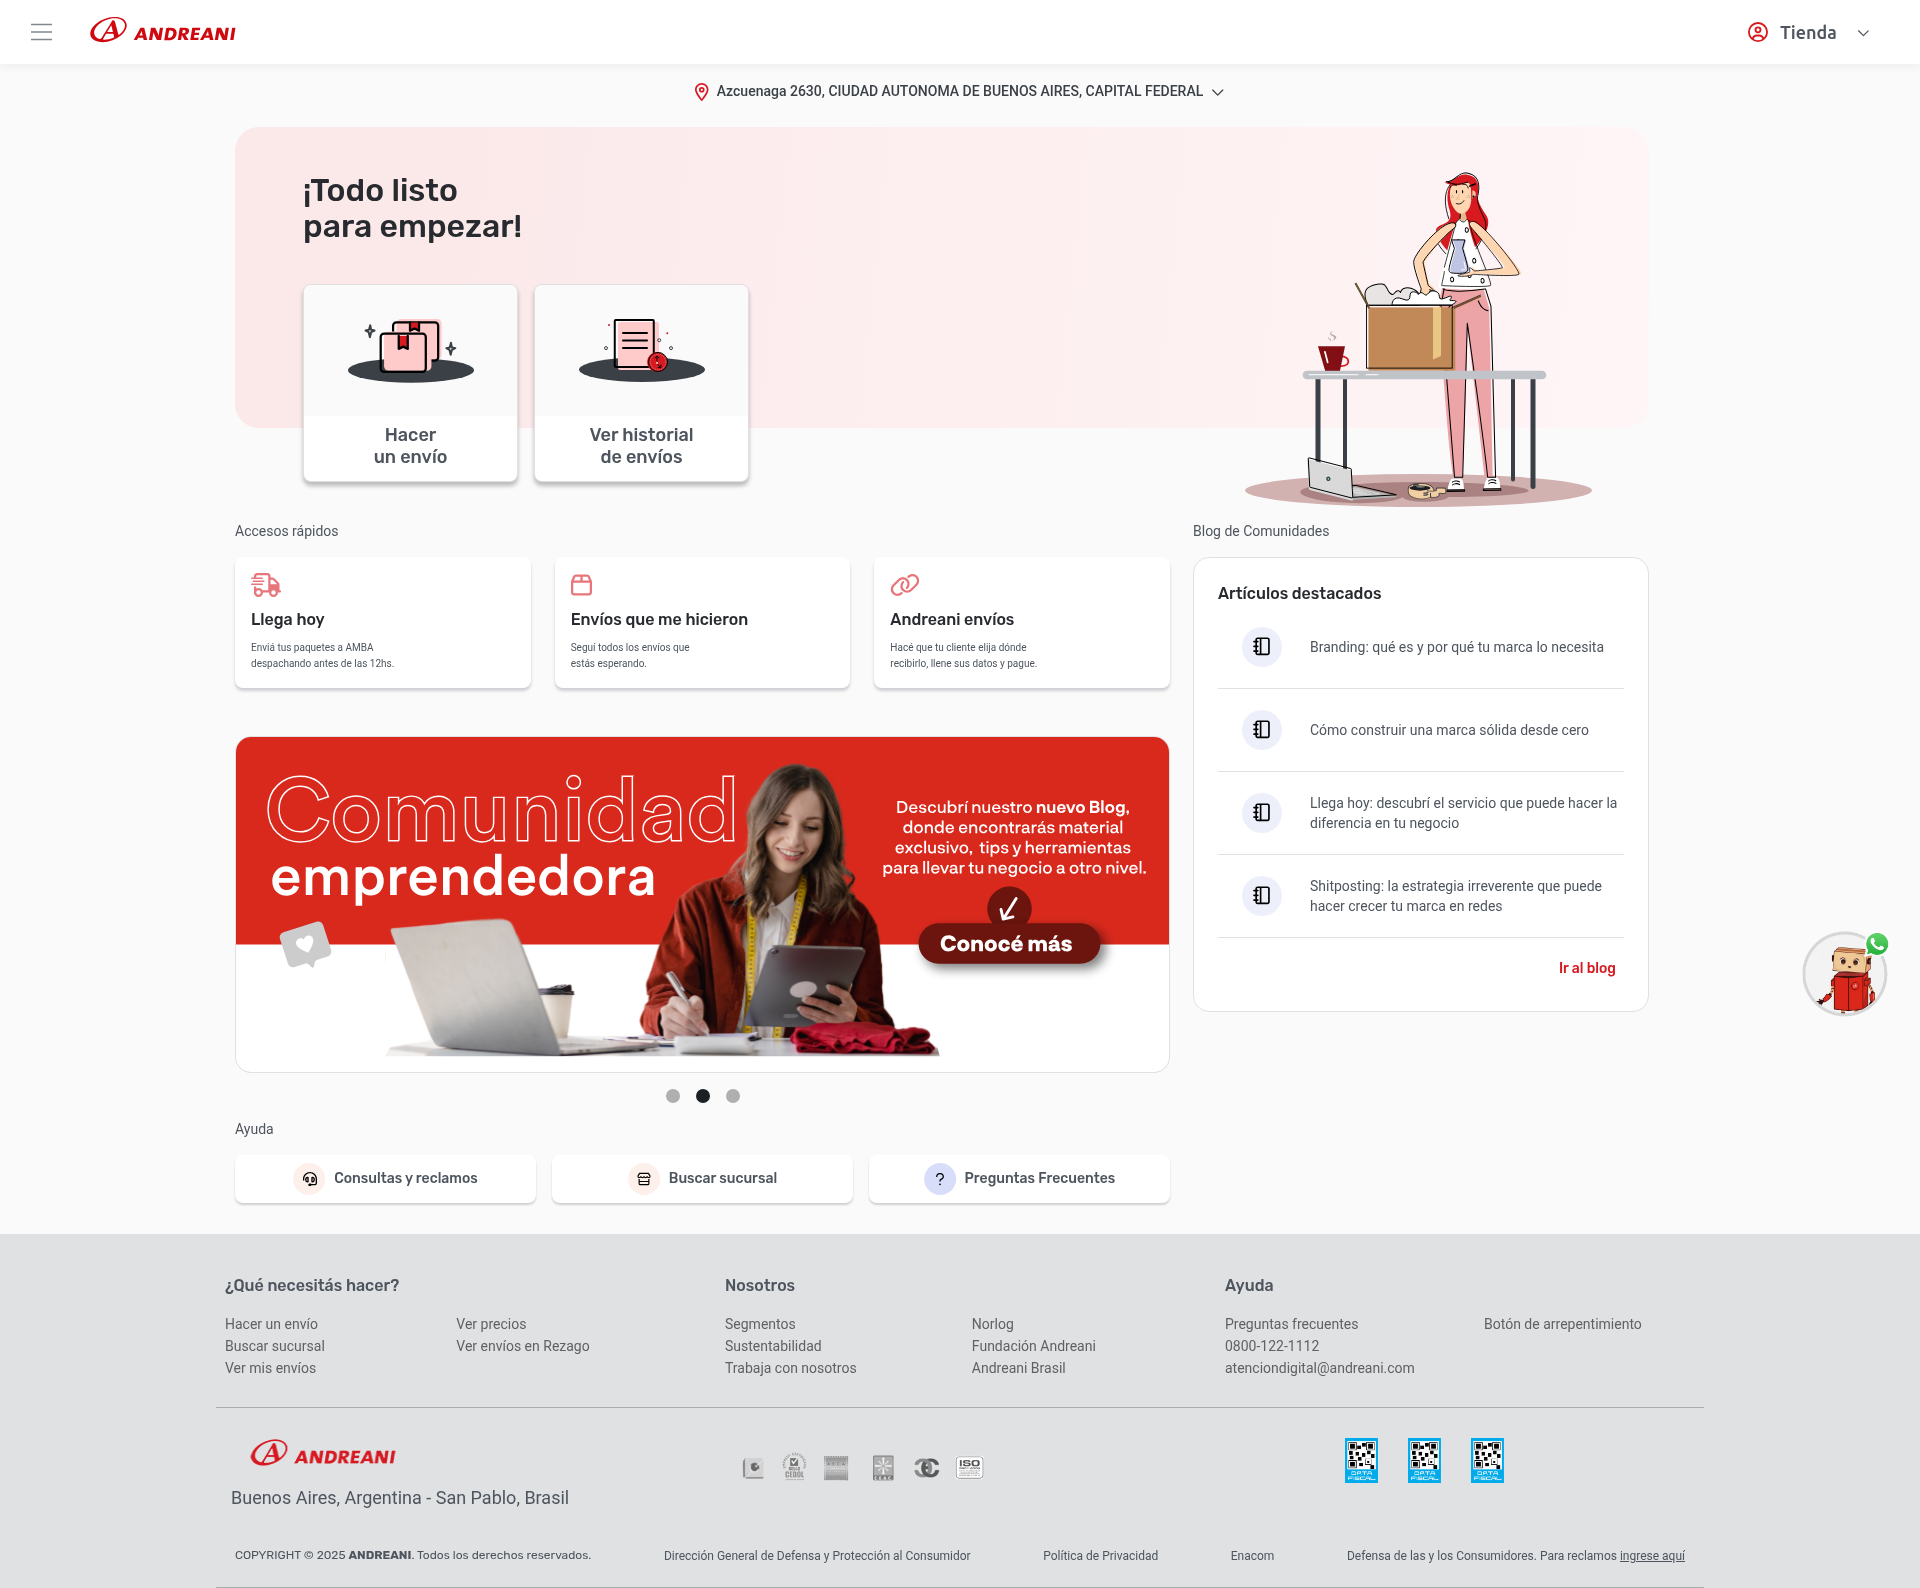 ANDREANI
Tienda
Azcuenaga 2630, CIUDAD AUTONOMA DE BUENOS AIRES, CAPITAL FEDERAL
¡Todo listo
para empezar!
Hacer
un envío
Ver historial
de envíos
Accesos rápidos
Llega hoy
Enviá tus paquetes a AMBA
despachando antes de las 12hs.
Envíos que me hicieron
Seguí todos los envíos que
estás esperando.
Andreani envíos
Hacé que tu cliente elija dónde
recibirlo, llene sus datos y pague.
Blog de Comunidades
Artículos destacados
Branding: qué es y por qué tu marca lo necesita
Cómo construir una marca sólida desde cero
Llega hoy: descubrí el servicio que puede hacer la
diferencia en tu negocio
Shitposting: la estrategia irreverente que puede
hacer crecer tu marca en redes
Ir al blog
Comunidad
emprendedora
Descubrí nuestro nuevo Blog,
donde encontrarás material
exclusivo, tips y herramientas
para llevar tu negocio a otro nivel.
Conocé más
Ayuda
Consultas y reclamos
Buscar sucursal
? Preguntas Frecuentes
¿Qué necesitás hacer?
Hacer un envío
Buscar sucursal
Ver mis envíos
Ver precios
Ver envíos en Rezago
Nosotros
Segmentos
Sustentabilidad
Trabaja con nosotros
Norlog
Fundación Andreani
Andreani Brasil
Ayuda
Preguntas frecuentes
0800-122-1112
atenciondigital@andreani.com
Botón de arrepentimiento
ANDREANI
Buenos Aires, Argentina - San Pablo, Brasil
CEDOL
ISO
DATA
FISCAL
DATA
FISCAL
DATA
FISCAL
COPYRIGHT © 2025 ANDREANI. Todos los derechos reservados.
Dirección General de Defensa y Protección al Consumidor
Política de Privacidad
Enacom
Defensa de las y los Consumidores. Para reclamos ingrese aquí